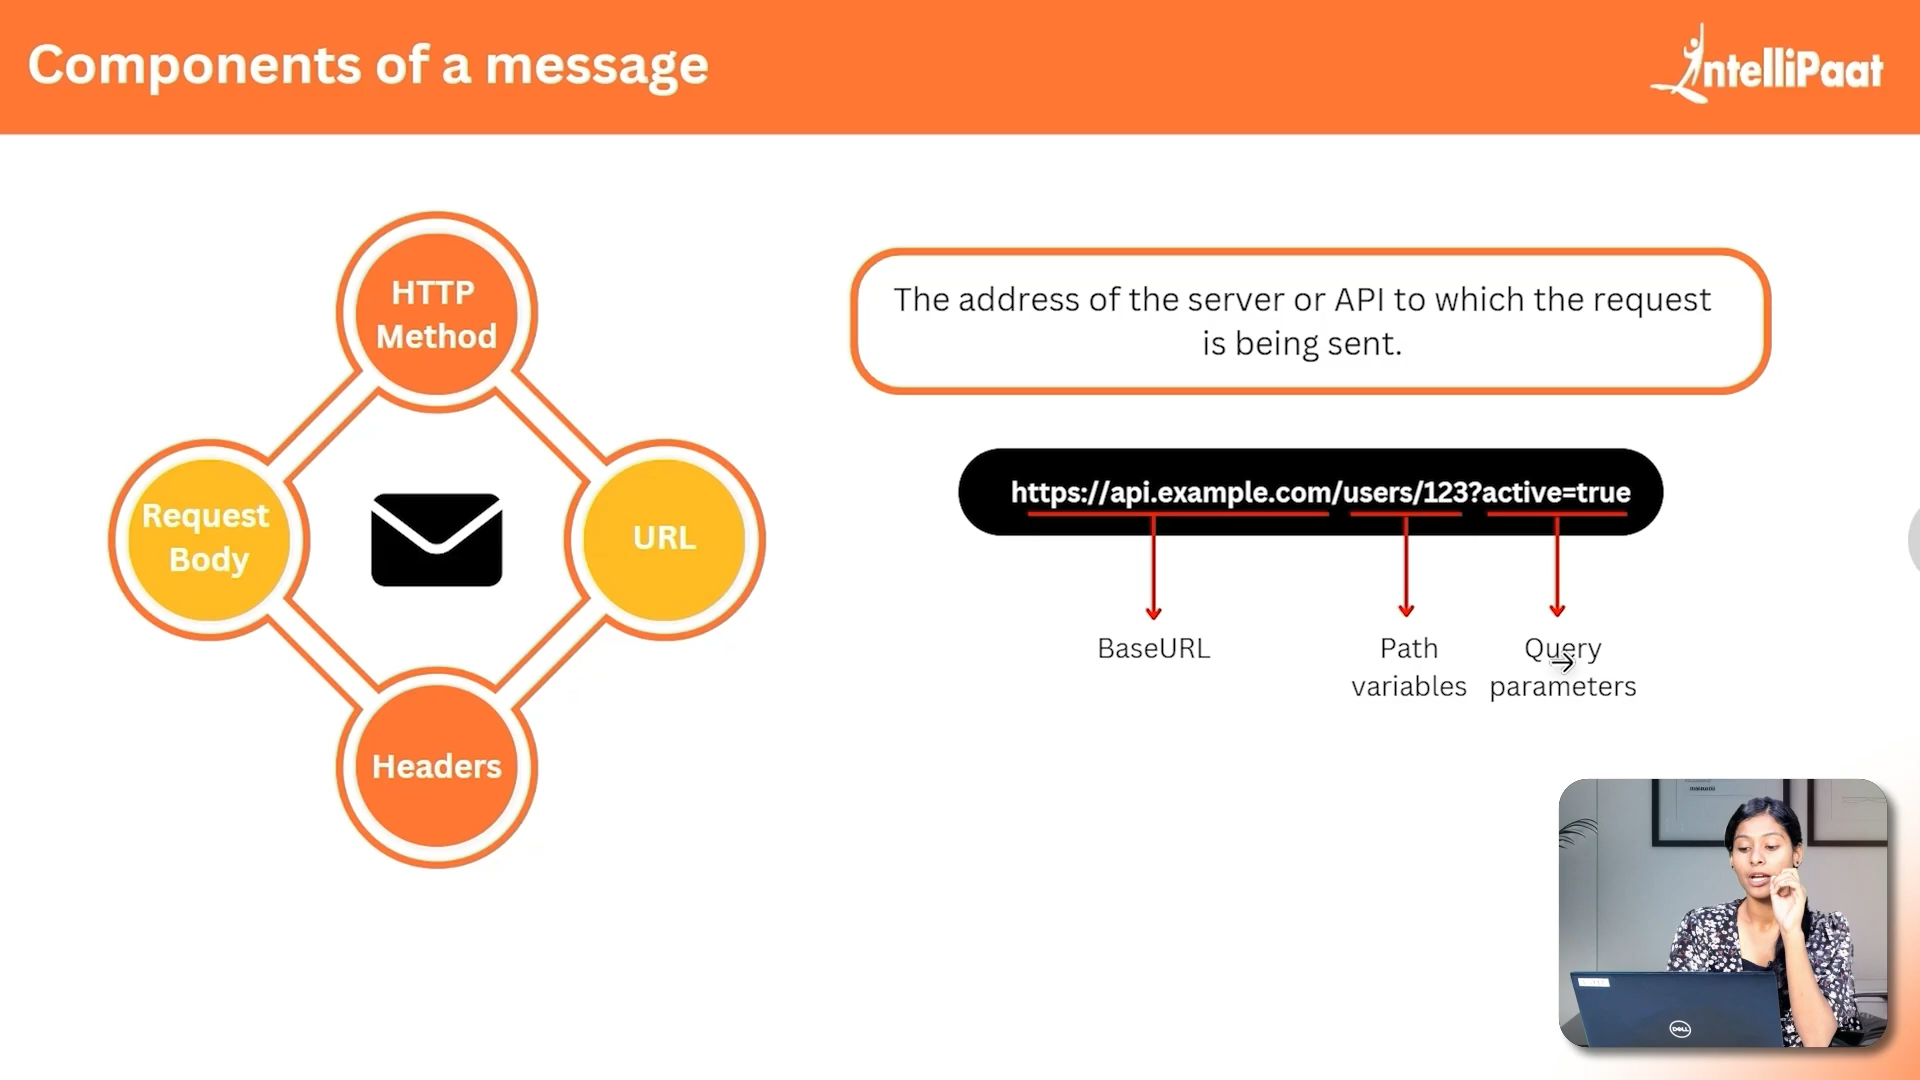 Components of a message
IntelliPaat
HTTP
Method
Request
Body
URL
Headers
The address of the server or API to which the request
is being sent.
https://api.example.com/users/123?active=true
BaseURL
Path
variables
Query
parameters
DELL